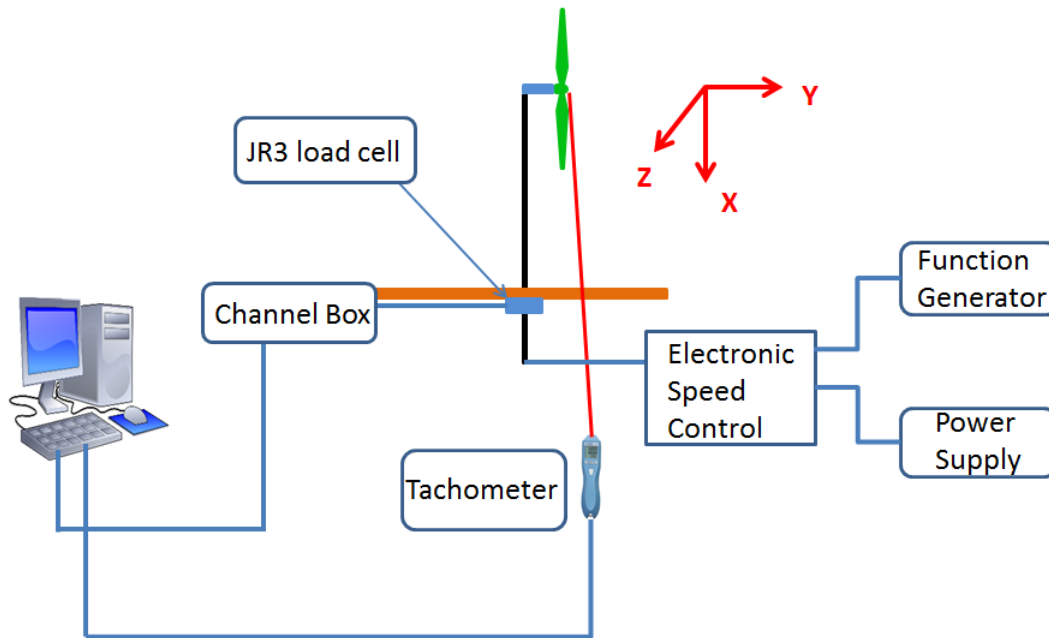 JR3 load cell
Y
Z
X
Function
Generator
Channel Box
Electronic
Speed
Control
Power
Supply
Tachometer